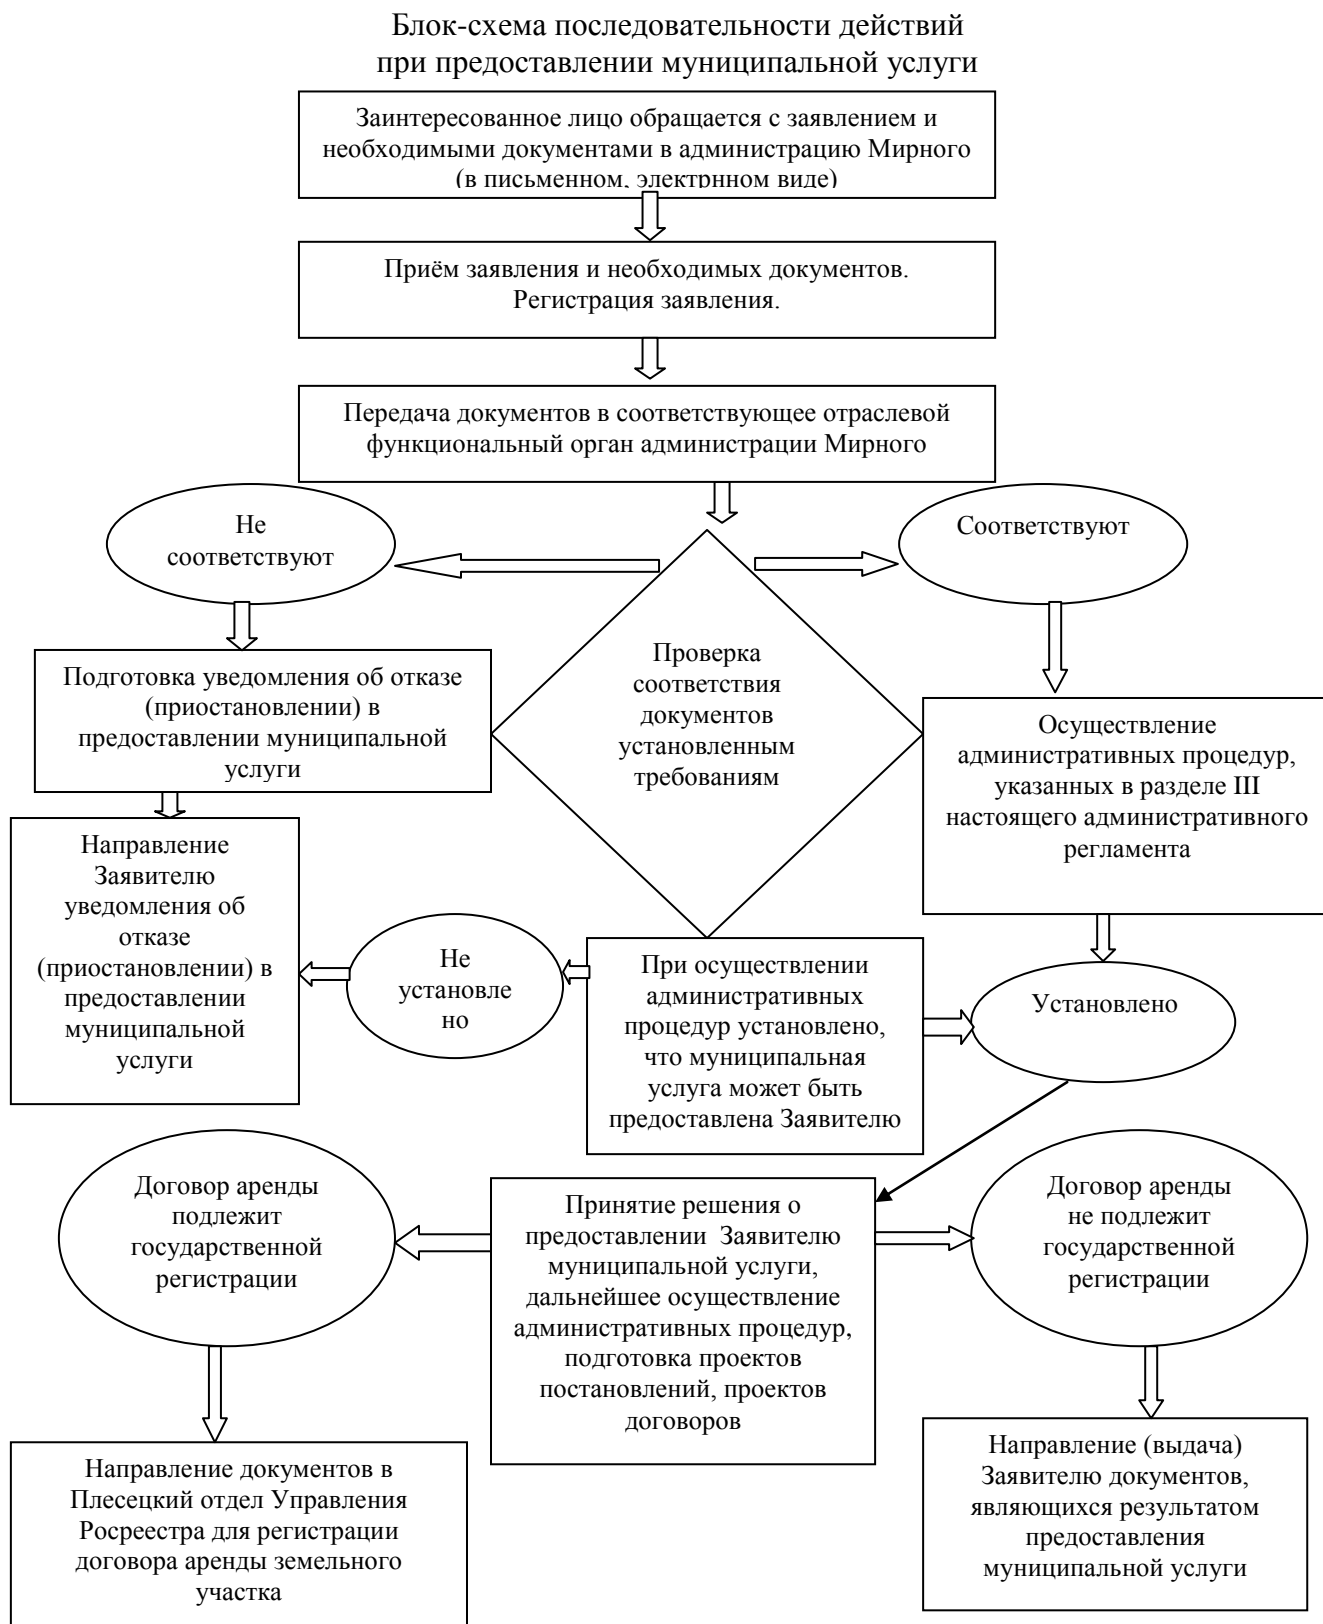 Блок-схема последовательности действий
при предоставлении муниципальной услуги
Заинтересованное лицо обращается с заявлением и
необходимыми документами в администрацию Мирного
(в письменном, электрнном виде)
Приём заявления и необходимых документов.
Регистрация заявления.
Передача документов в соответствующее отраслевой
функциональный орган администрации Мирного
Не
соответствуют
Соответствуют
Проверка
соответствия
документов
установленным
требованиям
Подготовка уведомления об отказе
(приостановлении) в
предоставлении муниципальной
услуги
Осуществление
административных процедур,
указанных в разделе III
настоящего административного
регламента
Направление
Заявителю
уведомления об
отказе
(приостановлении) в
предоставлении
муниципальной
услуги
Не
установле
но
При осуществлении
административных
процедур установлено,
что муниципальная
услуга может быть
предоставлена Заявителю
Установлено
Договор аренды
подлежит
государственной
регистрации
Принятие решения о
предоставлении Заявителю
муниципальной услуги,
дальнейшее осуществление
административных процедур,
подготовка проектов
постановлений, проектов
договоров
Договор аренды
не подлежит
государственной
регистрации
Направление документов в
Плесецкий отдел Управления
Росреестра для регистрации
договора аренды земельного
участка
Направление (выдача)
Заявителю документов,
являющихся результатом
предоставления
муниципальной услуги